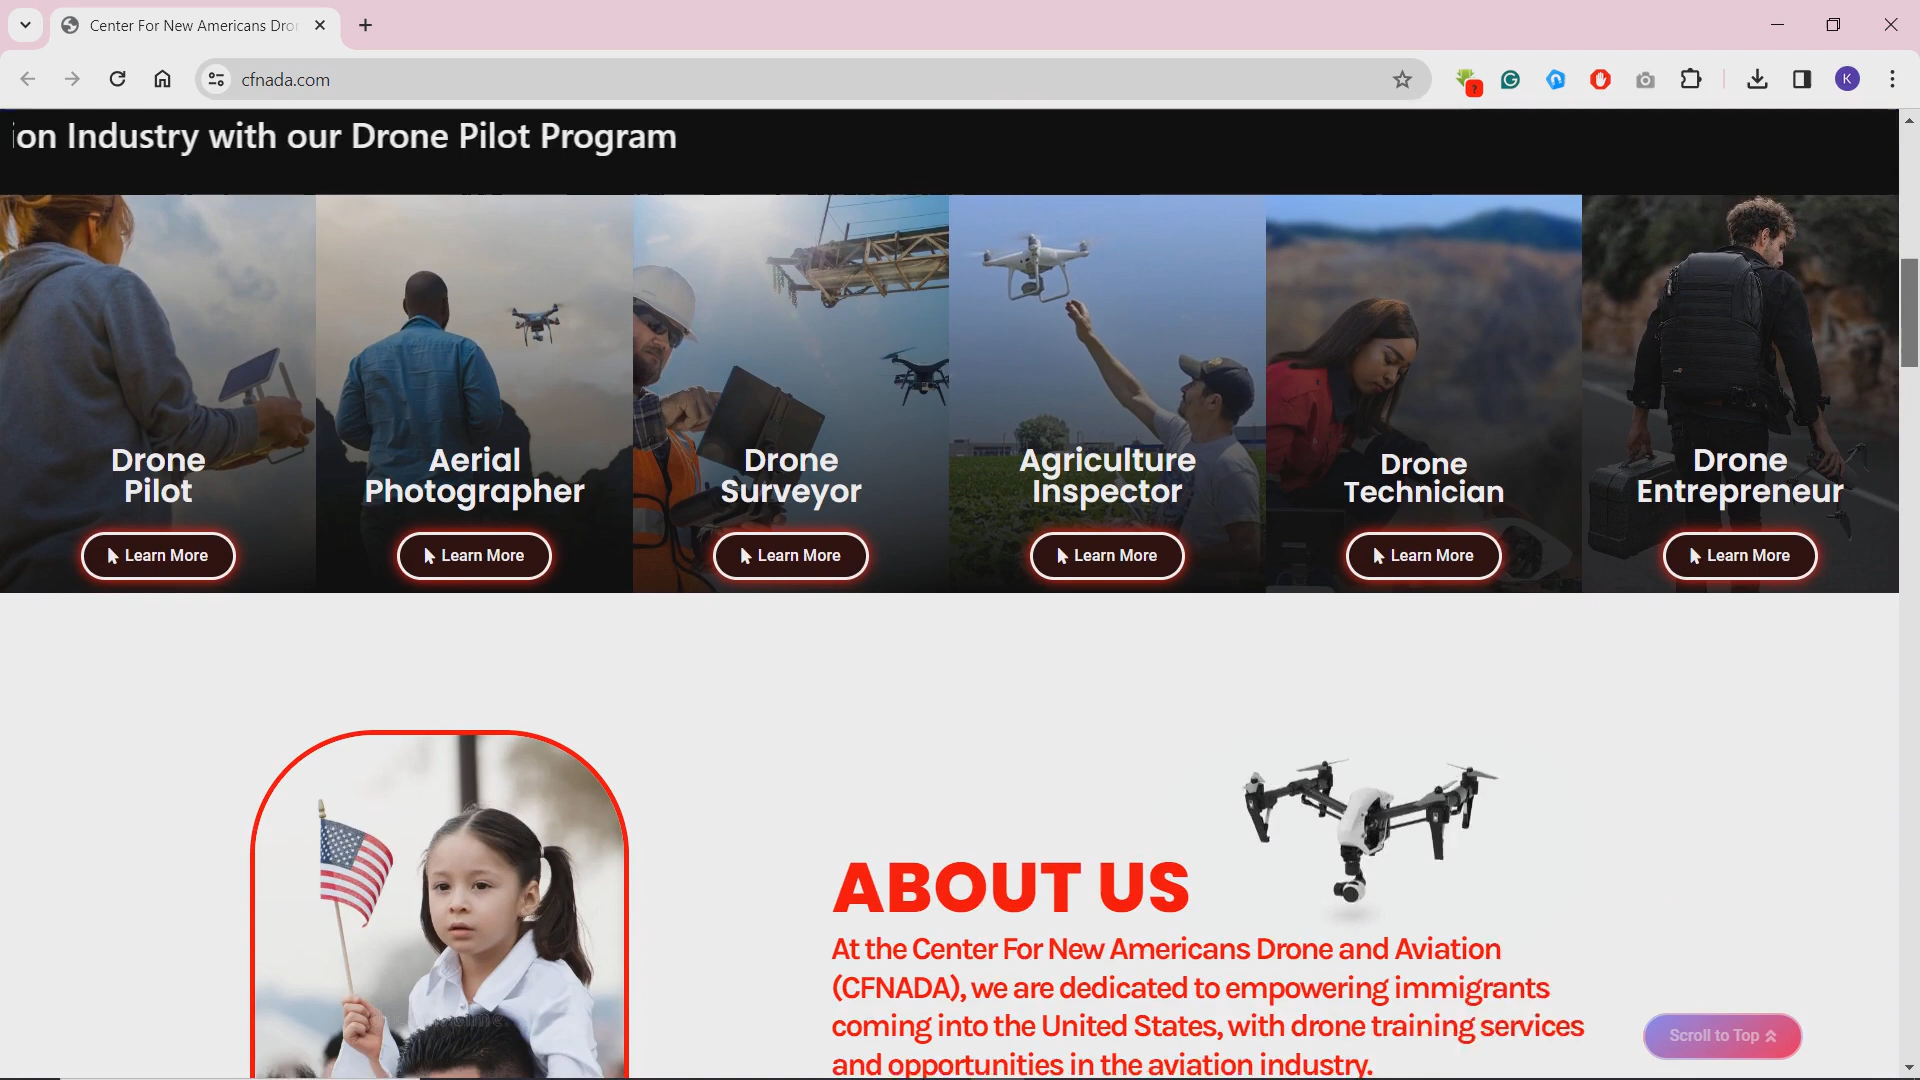 Center For New Americans Dro
cfnada.com
K
?
ion Industry with our Drone Pilot Program
Drone
Pilot
Learn More
Aerial
Photographer
Learn More
Drone
Surveyor
Learn More
Agriculture
Inspector
Learn More
Drone
Technician
Learn More
Drone
Entrepreneur
Learn More
ABOUT US
At the Center For New Americans Drone and Aviation
(CFNADA), we are dedicated to empowering immigrants
coming into the United States, with drone training services
and opportunities in the aviation industry.
Scroll to Top